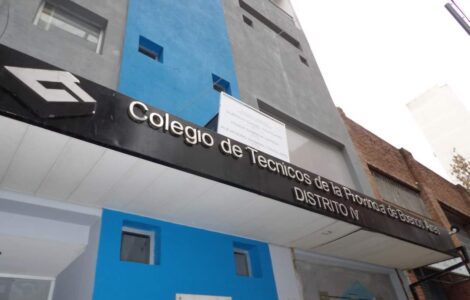 Colegio de Tecnicos de la Provincia de Buenos Aires
DISTRITO IV